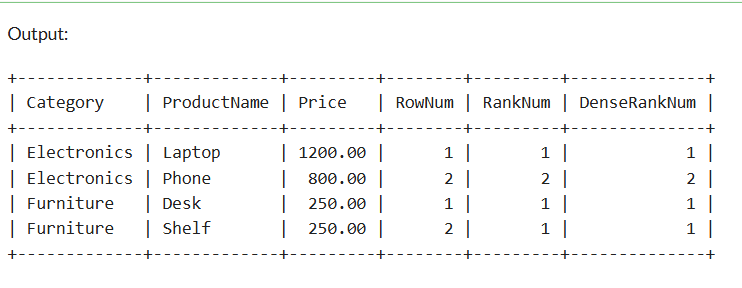 Output:
+-------------+-------------+---------+--------+---------+--------------+
| Category    | ProductName | Price   | RowNum | RankNum | DenseRankNum |
+-------------+-------------+---------+--------+---------+--------------+
| Electronics | Laptop      | 1200.00 |      1 |       1 |            1 |
| Electronics | Phone       |  800.00 |      2 |       2 |            2 |
| Furniture   | Desk        |  250.00 |      1 |       1 |            1 |
| Furniture   | Shelf       |  250.00 |      2 |       1 |            1 |
+-------------+-------------+---------+--------+---------+--------------+